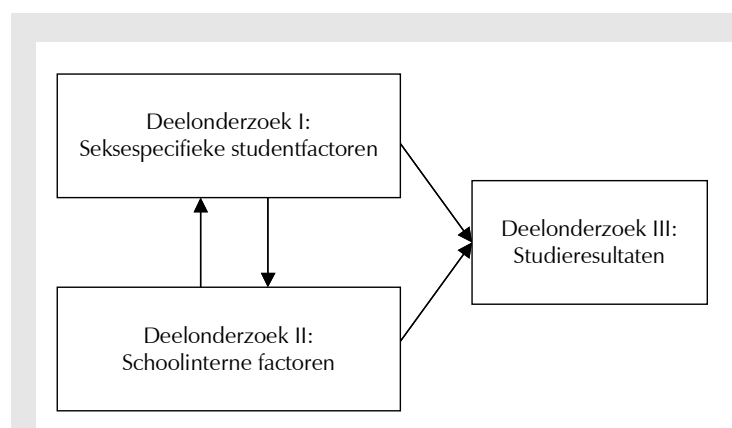 Deelonderzoek I:
Seksespecifieke studentfactoren
Deelonderzoek III:
Studieresultaten
Deelonderzoek II:
Schoolinterne factoren